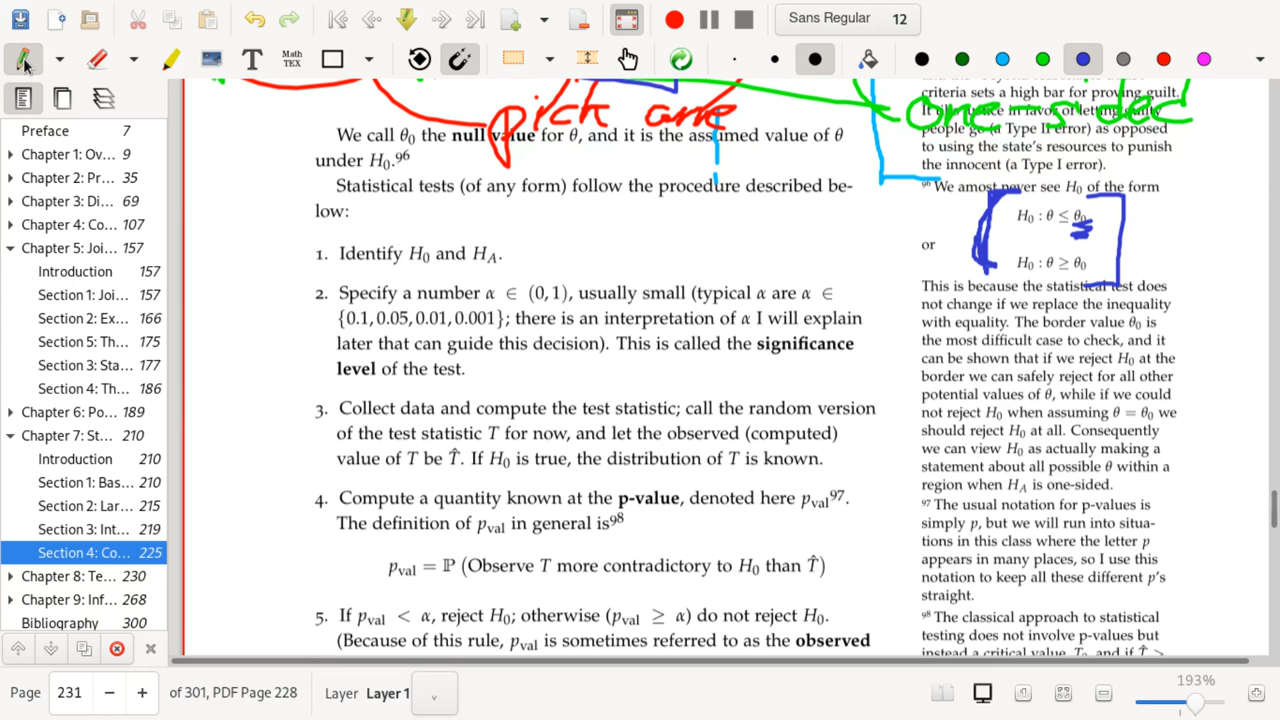 Sans Regular 12
Math
TEX
Preface 7
Chapter 1: Ov... 9
Chapter 2: Pr... 35
Chapter 3: Di... 69
Chapter 4: Co... 107
Chapter 5: Joi... 157
Introduction 157
Section 1: Joi... 157
Section 2: Ex... 166
Section 5: Th... 175
Section 3: Sta... 177
Section 4: Th... 186
Chapter 6: Po... 189
Chapter 7: St... 210
Introduction 210
Section 1: Bas... 210
Section 2: Lar... 215
Section 3: Int... 219
Section 4: Co... 225
Chapter 8: Te... 230
Chapter 9: Inf... 268
Bibliography 300
pick one
one-sided
We call θ₀ the null value for θ, and it is the assumed value of θ
under H₀.⁹⁶
Statistical tests (of any form) follow the procedure described be-
low:
1. Identify H₀ and H_A.
2. Specify a number α ∈ (0, 1), usually small (typical α are α ∈
{0.1, 0.05, 0.01, 0.001}; there is an interpretation of α I will explain
later that can guide this decision). This is called the significance
level of the test.
3. Collect data and compute the test statistic; call the random version
of the test statistic T for now, and let the observed (computed)
value of T be T̂. If H₀ is true, the distribution of T is known.
4. Compute a quantity known at the p-value, denoted here p_val⁹⁷.
The definition of p_val in general is⁹⁸
p_val = ℙ (Observe T more contradictory to H₀ than T̂)
5. If p_val < α, reject H₀; otherwise (p_val ≥ α) do not reject H₀.
(Because of this rule, p_val is sometimes referred to as the observed
criteria sets a high bar for proving guilt.
in favor of letting guilty
people go (a Type II error) as opposed
to using the state's resources to punish
the innocent (a Type I error).
⁹⁶ We amost never see H₀ of the form
H₀ : θ ≤ θ₀
or
H₀ : θ ≥ θ₀
This is because the statistical test does
not change if we replace the inequality
with equality. The border value θ₀ is
the most difficult case to check, and it
can be shown that if we reject H₀ at the
border we can safely reject for all other
potential values of θ, while if we could
not reject H₀ when assuming θ = θ₀ we
should reject H₀ at all. Consequently
we can view H₀ as actually making a
statement about all possible θ within a
region when H_A is one-sided.
⁹⁷ The usual notation for p-values is
simply p, but we will run into situa-
tions in this class where the letter p
appears in many places, so I use this
notation to keep all these different p's
straight.
⁹⁸ The classical approach to statistical
testing does not involve p-values but
instead a critical value, T₀, and if T̂ >
Page 231 of 301, PDF Page 228 Layer Layer 1 193%